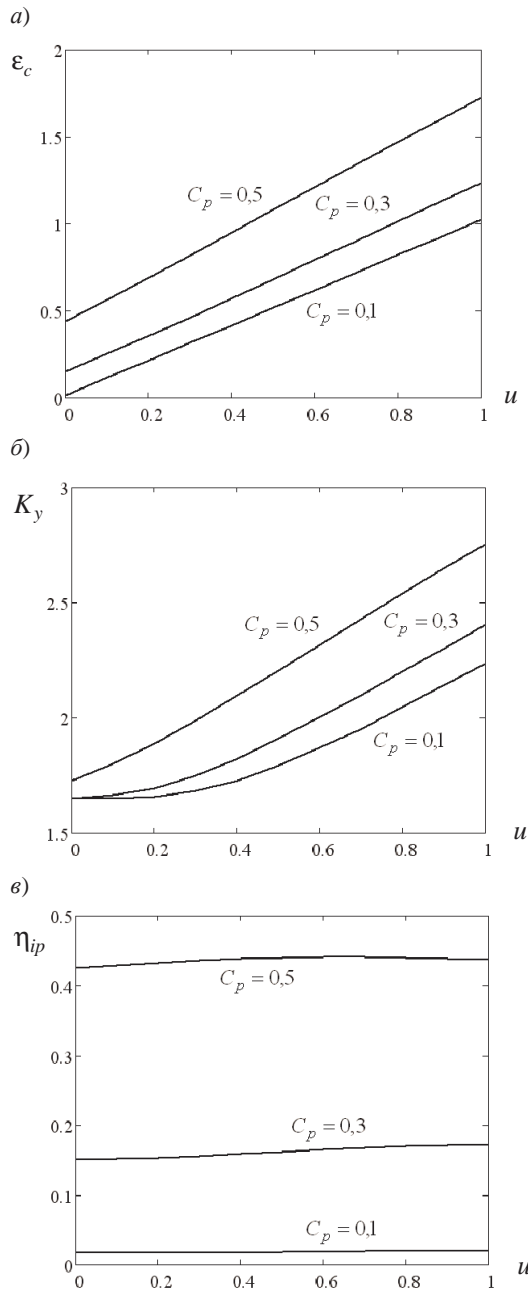 а)
ε_c
2
1.5
1
0.5
0
C_p = 0,5
C_p = 0,3
C_p = 0,1
0 0.2 0.4 0.6 0.8 1
u
б)
K_y
3
2.5
2
1.5
C_p = 0,5
C_p = 0,3
C_p = 0,1
0 0.2 0.4 0.6 0.8 1
u
в)
η_ip
0.5
0.4
0.3
0.2
0.1
0
C_p = 0,5
C_p = 0,3
C_p = 0,1
0 0.2 0.4 0.6 0.8 1
u